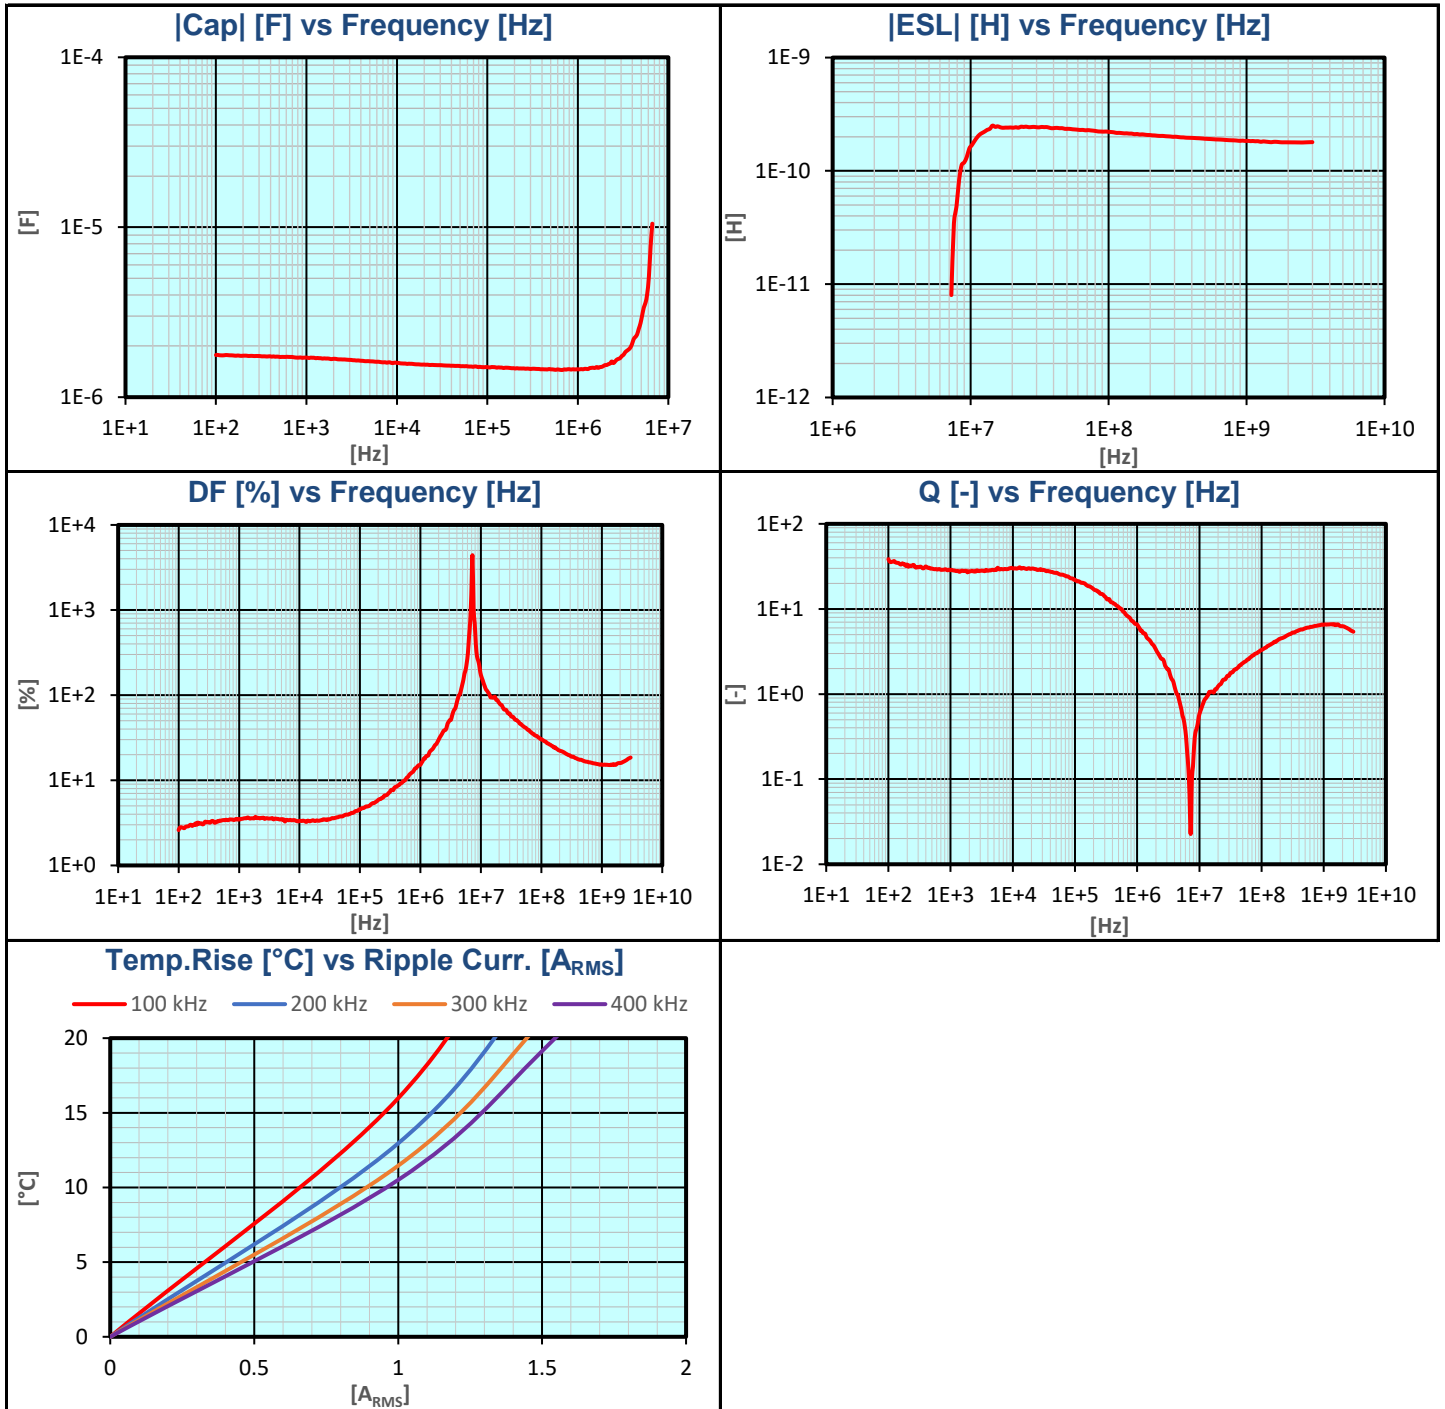 |Cap| [F] vs Frequency [Hz]
1E-4
1E-5
1E-6
[F]
1E+1 1E+2 1E+3 1E+4 1E+5 1E+6 1E+7
[Hz]
|ESL| [H] vs Frequency [Hz]
1E-9
1E-10
1E-11
1E-12
[H]
1E+6 1E+7 1E+8 1E+9 1E+10
[Hz]
DF [%] vs Frequency [Hz]
1E+4
1E+3
1E+2
1E+1
1E+0
[%]
1E+1 1E+2 1E+3 1E+4 1E+5 1E+6 1E+7 1E+8 1E+9 1E+10
[Hz]
Q [-] vs Frequency [Hz]
1E+2
1E+1
1E+0
1E-1
1E-2
[-]
1E+1 1E+2 1E+3 1E+4 1E+5 1E+6 1E+7 1E+8 1E+9 1E+10
[Hz]
Temp.Rise [°C] vs Ripple Curr. [ARMS]
100 kHz 200 kHz 300 kHz 400 kHz
20
15
10
5
0
[°C]
0 0.5 1 1.5 2
[ARMS]